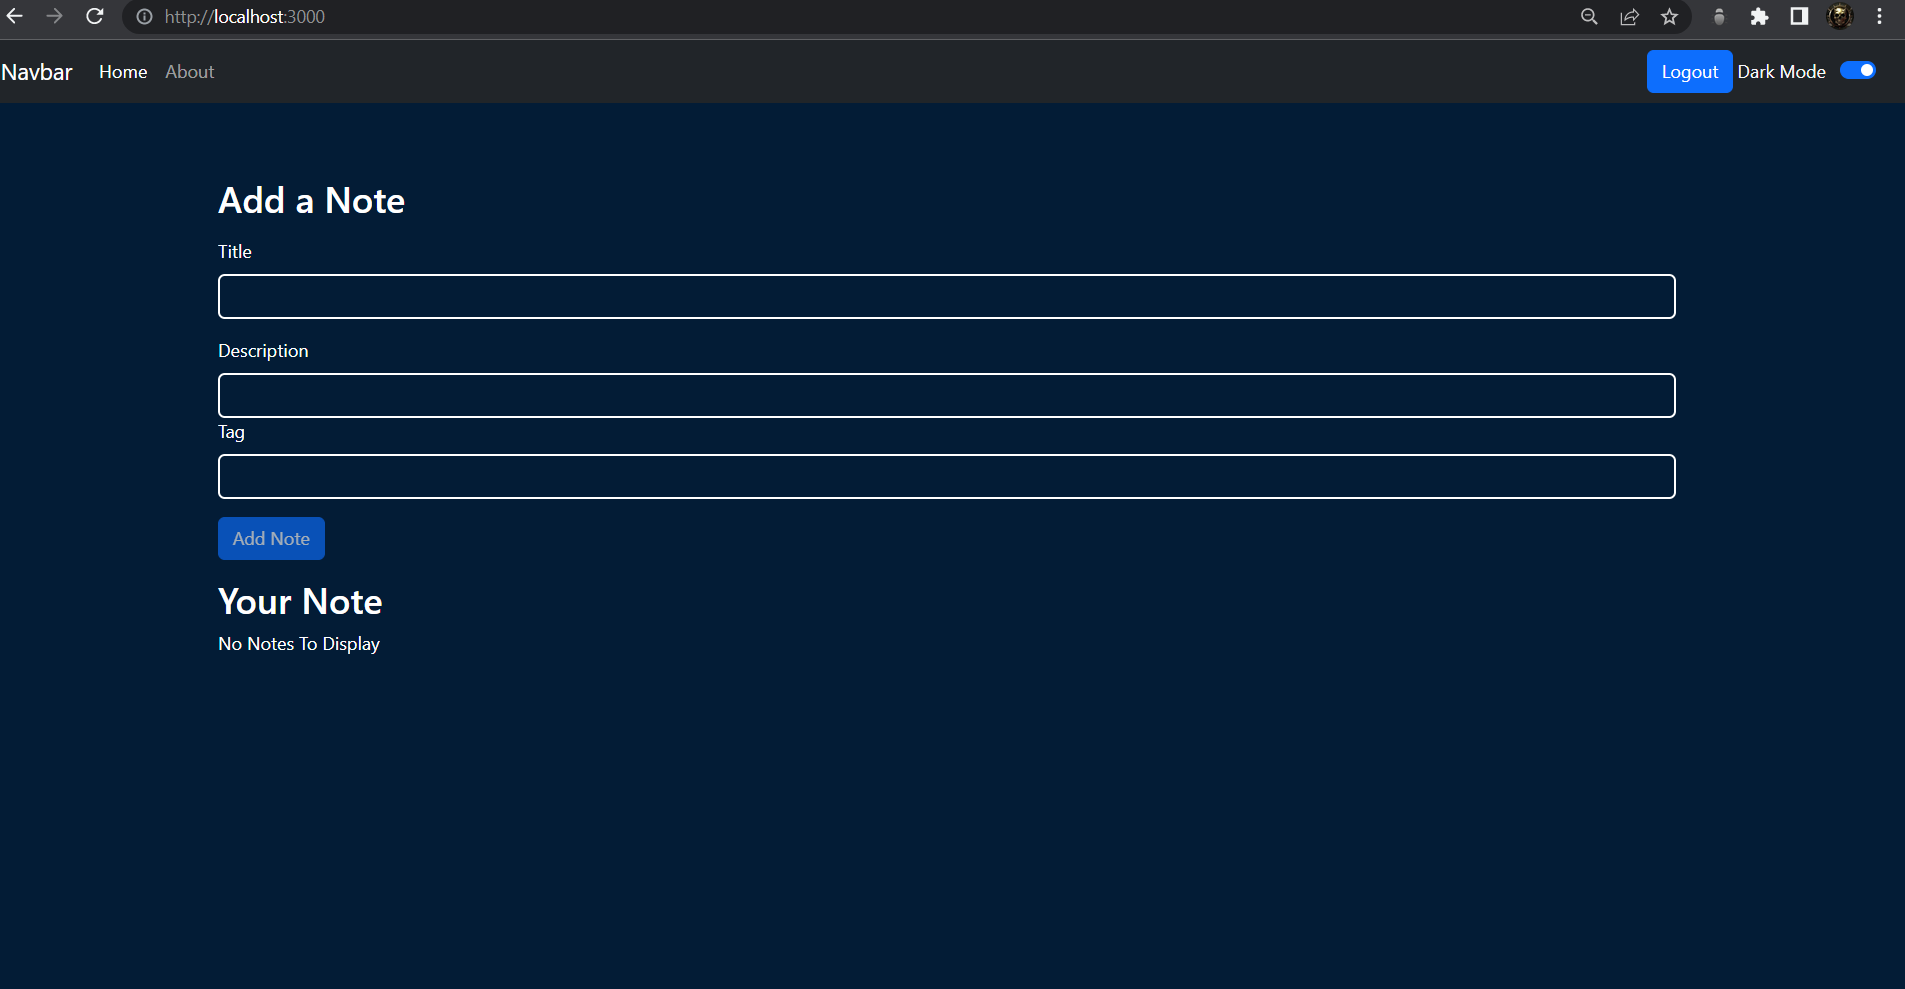 http://localhost:3000
Navbar Home About Logout Dark Mode
Add a Note
Title
Description
Tag
Add Note
Your Note
No Notes To Display